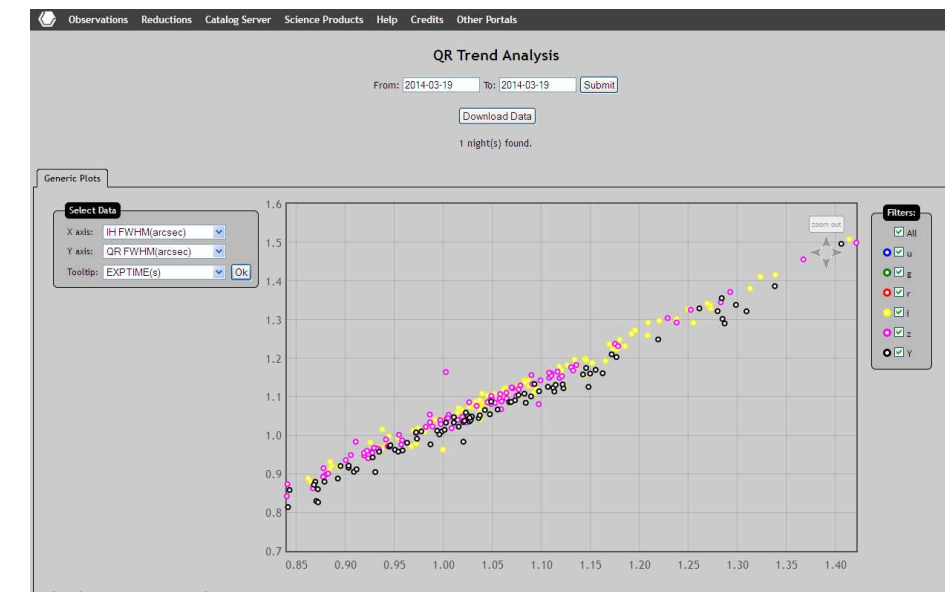 Observations Reductions Catalog Server Science Products Help Credits Other Portals
QR Trend Analysis
From: 2014-03-19 To: 2014-03-19 Submit
Download Data
1 night(s) found.
Generic Plots
Select Data
X axis: IH FWHM(arcsec)
Y axis: QR FWHM(arcsec)
Tooltip: EXPTIME(s) Ok
1.6
1.5
1.4
1.3
1.2
1.1
1.0
0.9
0.8
0.7
0.85 0.90 0.95 1.00 1.05 1.10 1.15 1.20 1.25 1.30 1.35 1.40
zoom out
Filters:
All
u
g
r
i
z
Y